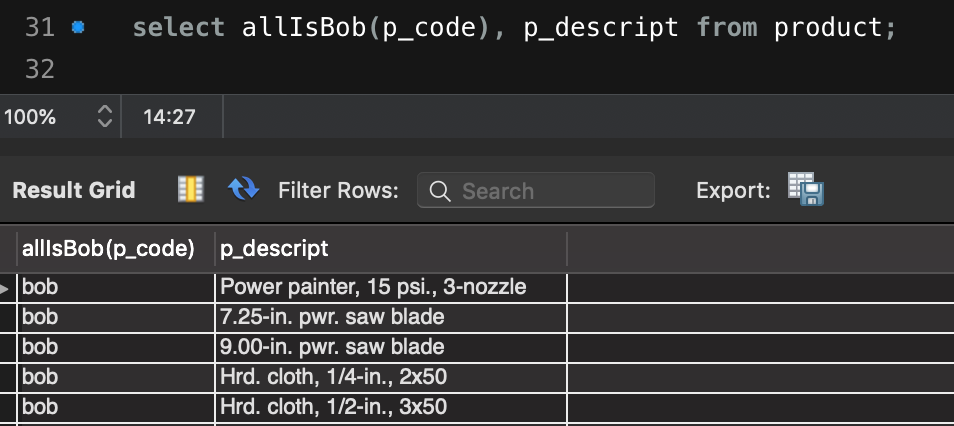 31 select allIsBob(p_code), p_descript from product;
32
100% 14:27
Result Grid Filter Rows: Search Export:
allIsBob(p_code) p_descript
bob Power painter, 15 psi., 3-nozzle
bob 7.25-in. pwr. saw blade
bob 9.00-in. pwr. saw blade
bob Hrd. cloth, 1/4-in., 2x50
bob Hrd. cloth, 1/2-in., 3x50